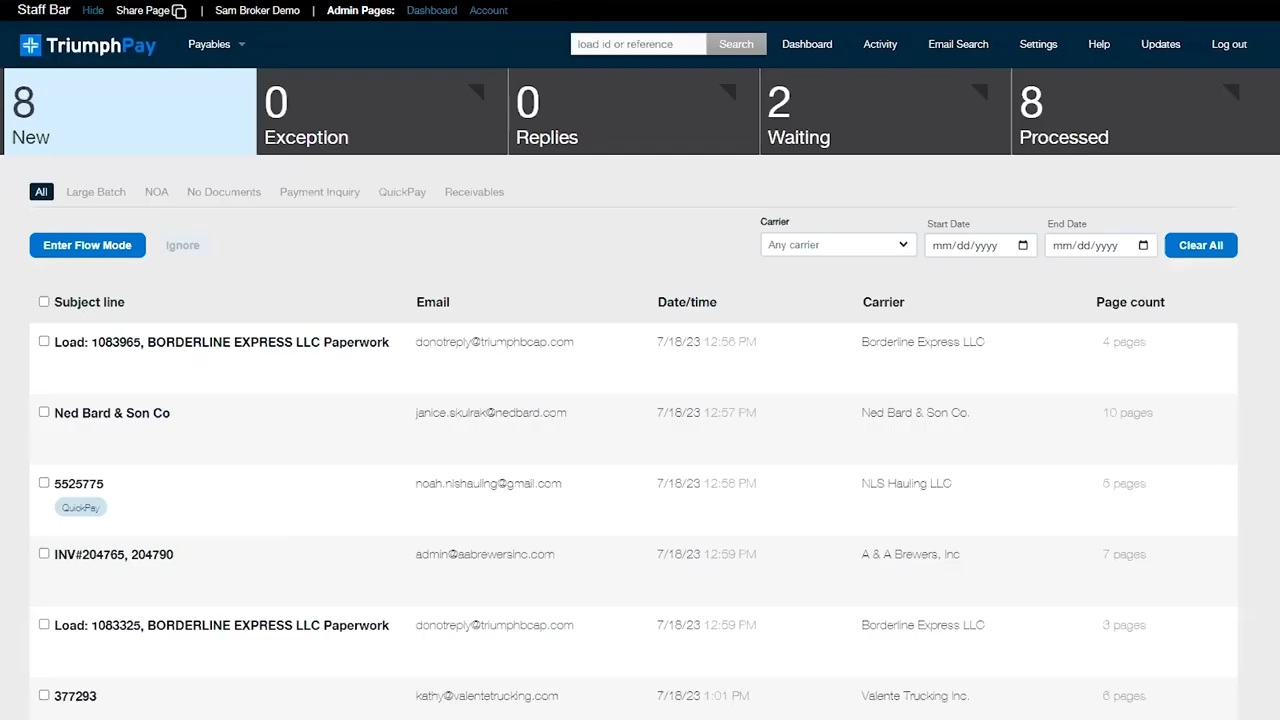 Staff Bar Hide Share Page | Sam Broker Demo | Admin Pages: Dashboard Account
TriumphPay Payables load id or reference Search Dashboard Activity Email Search Settings Help Updates Log out
8 0 0 2 8
New Exception Replies Waiting Processed
All Large Batch NOA No Documents Payment Inquiry QuickPay Receivables
Carrier Start Date End Date
Enter Flow Mode Ignore Any carrier mm/dd/yyyy mm/dd/yyyy Clear All
Subject line Email Date/time Carrier Page count
Load: 1083965, BORDERLINE EXPRESS LLC Paperwork donotreply@triumphbcap.com 7/18/23 12:56 PM Borderline Express LLC 4 pages
Ned Bard & Son Co janice.skulrak@nedbard.com 7/18/23 12:57 PM Ned Bard & Son Co. 10 pages
5525775 noah.nlshauling@gmail.com 7/18/23 12:58 PM NLS Hauling LLC 6 pages
QuickPay
INV#204765, 204790 admin@aabrewersinc.com 7/18/23 12:59 PM A & A Brewers, Inc 7 pages
Load: 1083325, BORDERLINE EXPRESS LLC Paperwork donotreply@triumphbcap.com 7/18/23 12:59 PM Borderline Express LLC 3 pages
377293 kathy@valentetrucking.com 7/18/23 1:01 PM Valente Trucking Inc. 6 pages